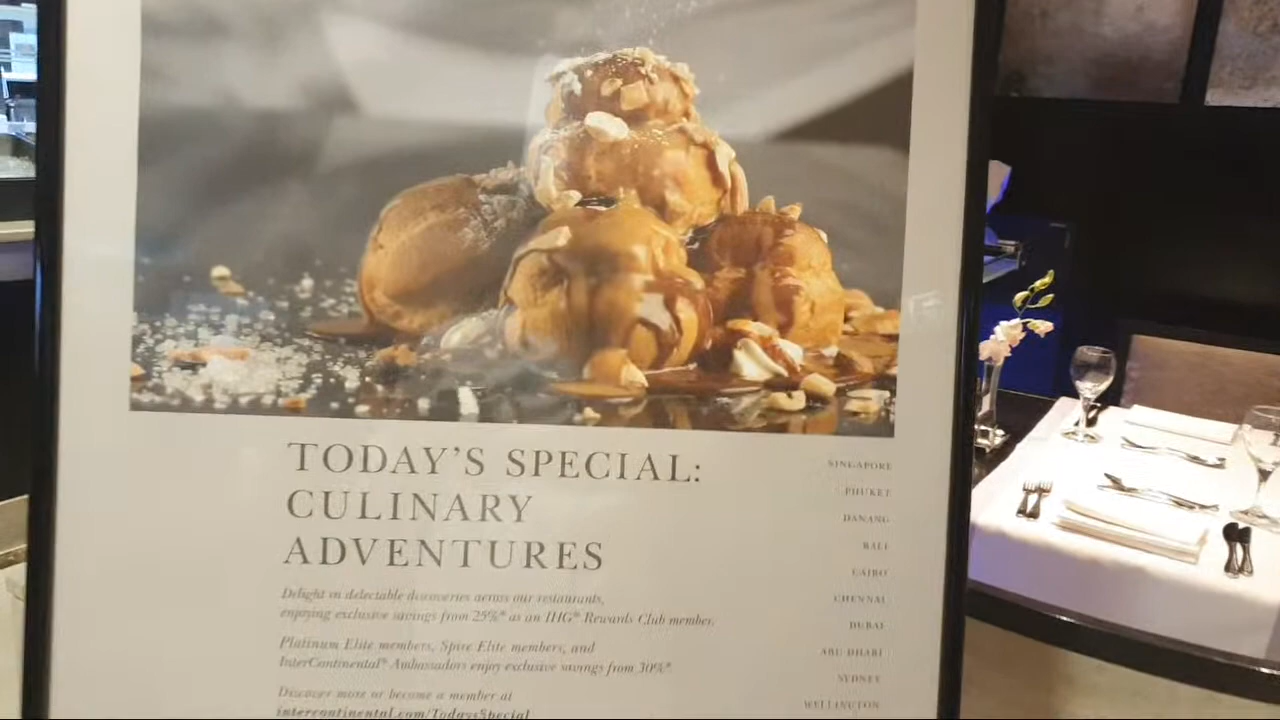 TODAY'S SPECIAL:
CULINARY
ADVENTURES
Delight in delectable discoveries across our restaurants,
enjoying exclusive savings from 25%* as an IHG® Rewards Club member.
Platinum Elite members, Spire Elite members, and
InterContinental® Ambassadors enjoy exclusive savings from 30%*.
Discover more or become a member at
intercontinental.com/TodaysSpecial
SINGAPORE
PHUKET
DANANG
BALI
CAIRO
CHENNAI
DUBAI
ABU DHABI
SYDNEY
WELLINGTON